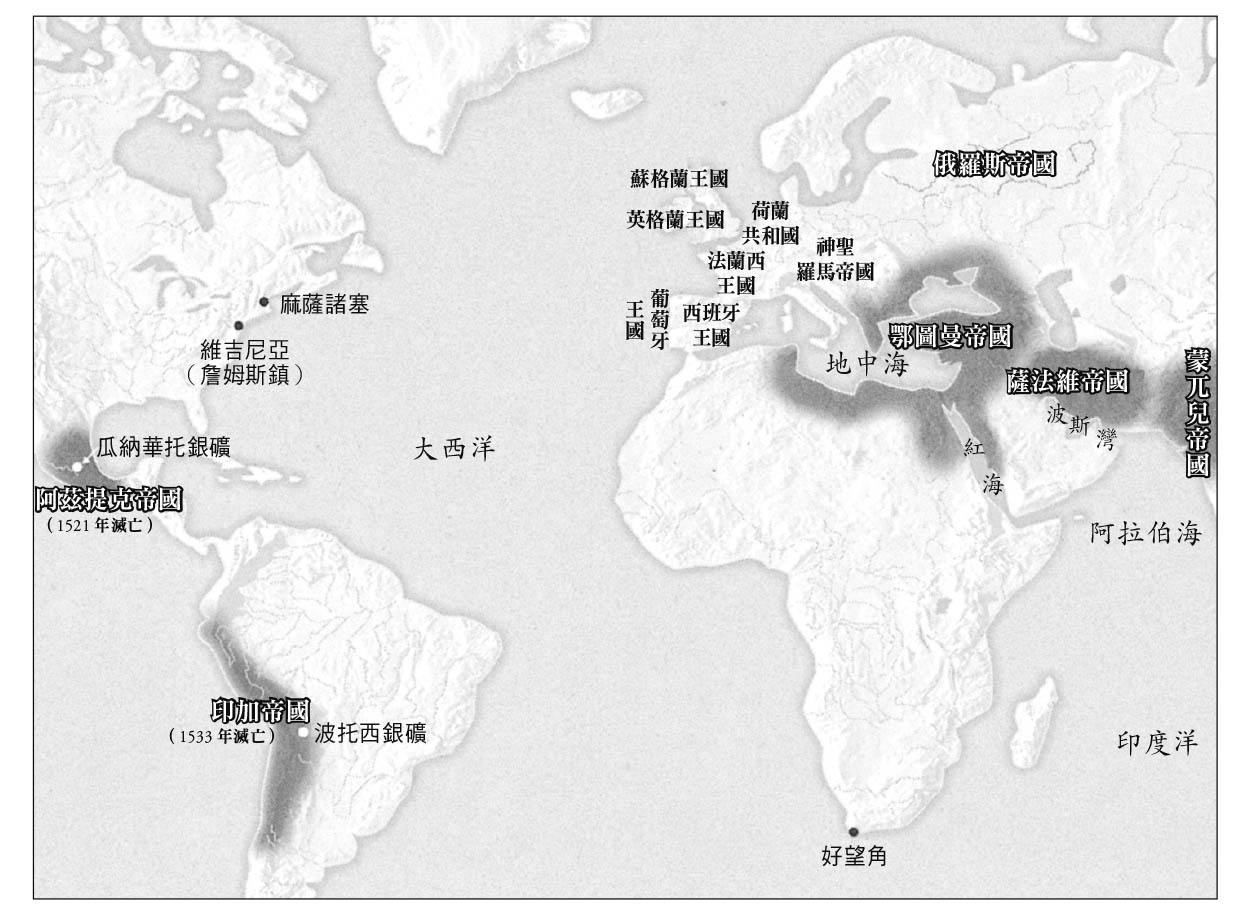 俄羅斯帝國
蘇格蘭王國
英格蘭王國
荷蘭
共和國
神聖
羅馬帝國
法蘭西
王國
葡萄牙
王國
西班牙
王國
麻薩諸塞
維吉尼亞
（詹姆斯鎮）
鄂圖曼帝國
地中海
薩法維帝國
蒙兀兒帝國
波斯灣
瓜納華托銀礦
大西洋
紅海
阿茲提克帝國
（1521 年滅亡）
阿拉伯海
印加帝國
（1533 年滅亡）
波托西銀礦
印度洋
好望角